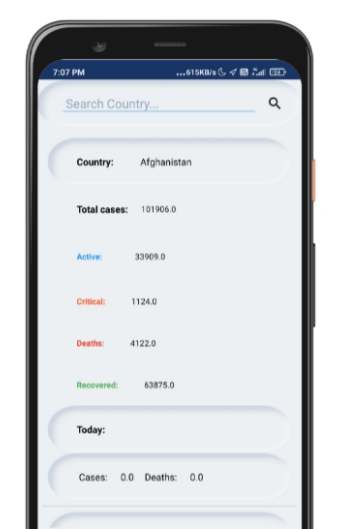 7:07 PM ...615KB/s
Search Country...
Country: Afghanistan
Total cases: 101906.0
Active: 33909.0
Critical: 1124.0
Deaths: 4122.0
Recovered: 63875.0
Today:
Cases: 0.0 Deaths: 0.0